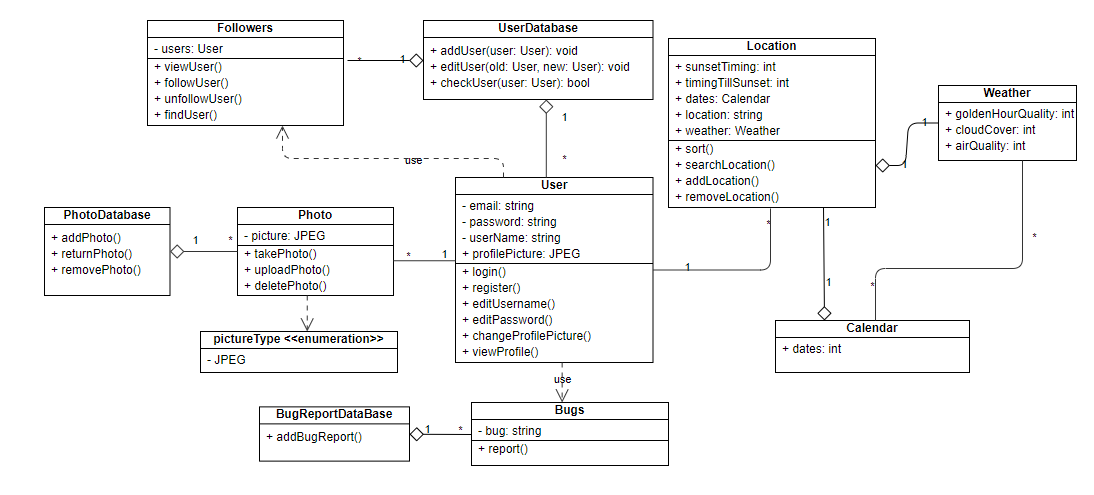 Followers
- users: User
+ viewUser()
+ followUser()
+ unfollowUser()
+ findUser()
* 1
UserDatabase
+ addUser(user: User): void
+ editUser(old: User, new: User): void
+ checkUser(user: User): bool
1
*
use
Location
+ sunsetTiming: int
+ timingTillSunset: int
+ dates: Calendar
+ location: string
+ weather: Weather
+ sort()
+ searchLocation()
+ addLocation()
+ removeLocation()
Weather
+ goldenHourQuality: int
+ cloudCover: int
+ airQuality: int
1
1
PhotoDatabase
+ addPhoto()
+ returnPhoto()
+ removePhoto()
1 *
Photo
- picture: JPEG
+ takePhoto()
+ uploadPhoto()
+ deletePhoto()
* 1
User
- email: string
- password: string
- userName: string
+ profilePicture: JPEG
+ login()
+ register()
+ editUsername()
+ editPassword()
+ changeProfilePicture()
+ viewProfile()
1
*
1
1
*
*
Calendar
+ dates: int
pictureType <<enumeration>>
- JPEG
use
BugReportDataBase
+ addBugReport()
1 *
Bugs
- bug: string
+ report()